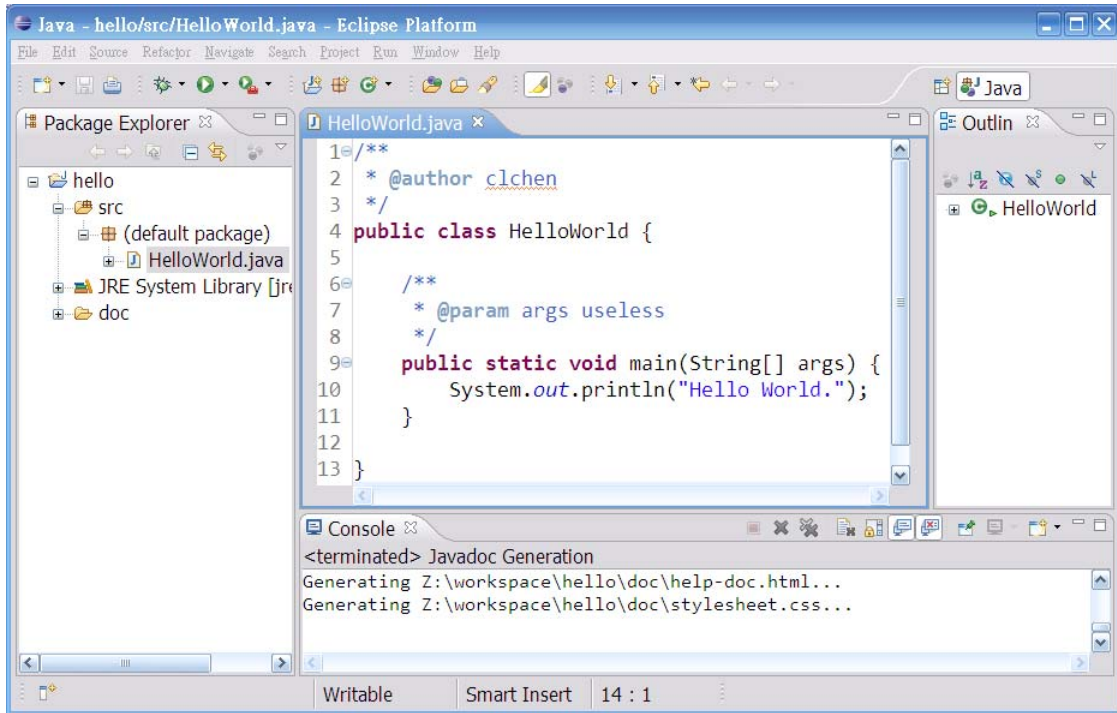 Java - hello/src/HelloWorld.java - Eclipse Platform
File Edit Source Refactor Navigate Search Project Run Window Help
Java
Package Explorer
hello
src
(default package)
HelloWorld.java
JRE System Library [jre
doc
HelloWorld.java
1 /**
2 * @author clchen
3 */
4 public class HelloWorld {
5
6 /**
7 * @param args useless
8 */
9 public static void main(String[] args) {
10 System.out.println("Hello World.");
11 }
12
13 }
Outlin
HelloWorld
Console
<terminated> Javadoc Generation
Generating Z:\workspace\hello\doc\help-doc.html...
Generating Z:\workspace\hello\doc\stylesheet.css...
Writable Smart Insert 14 : 1